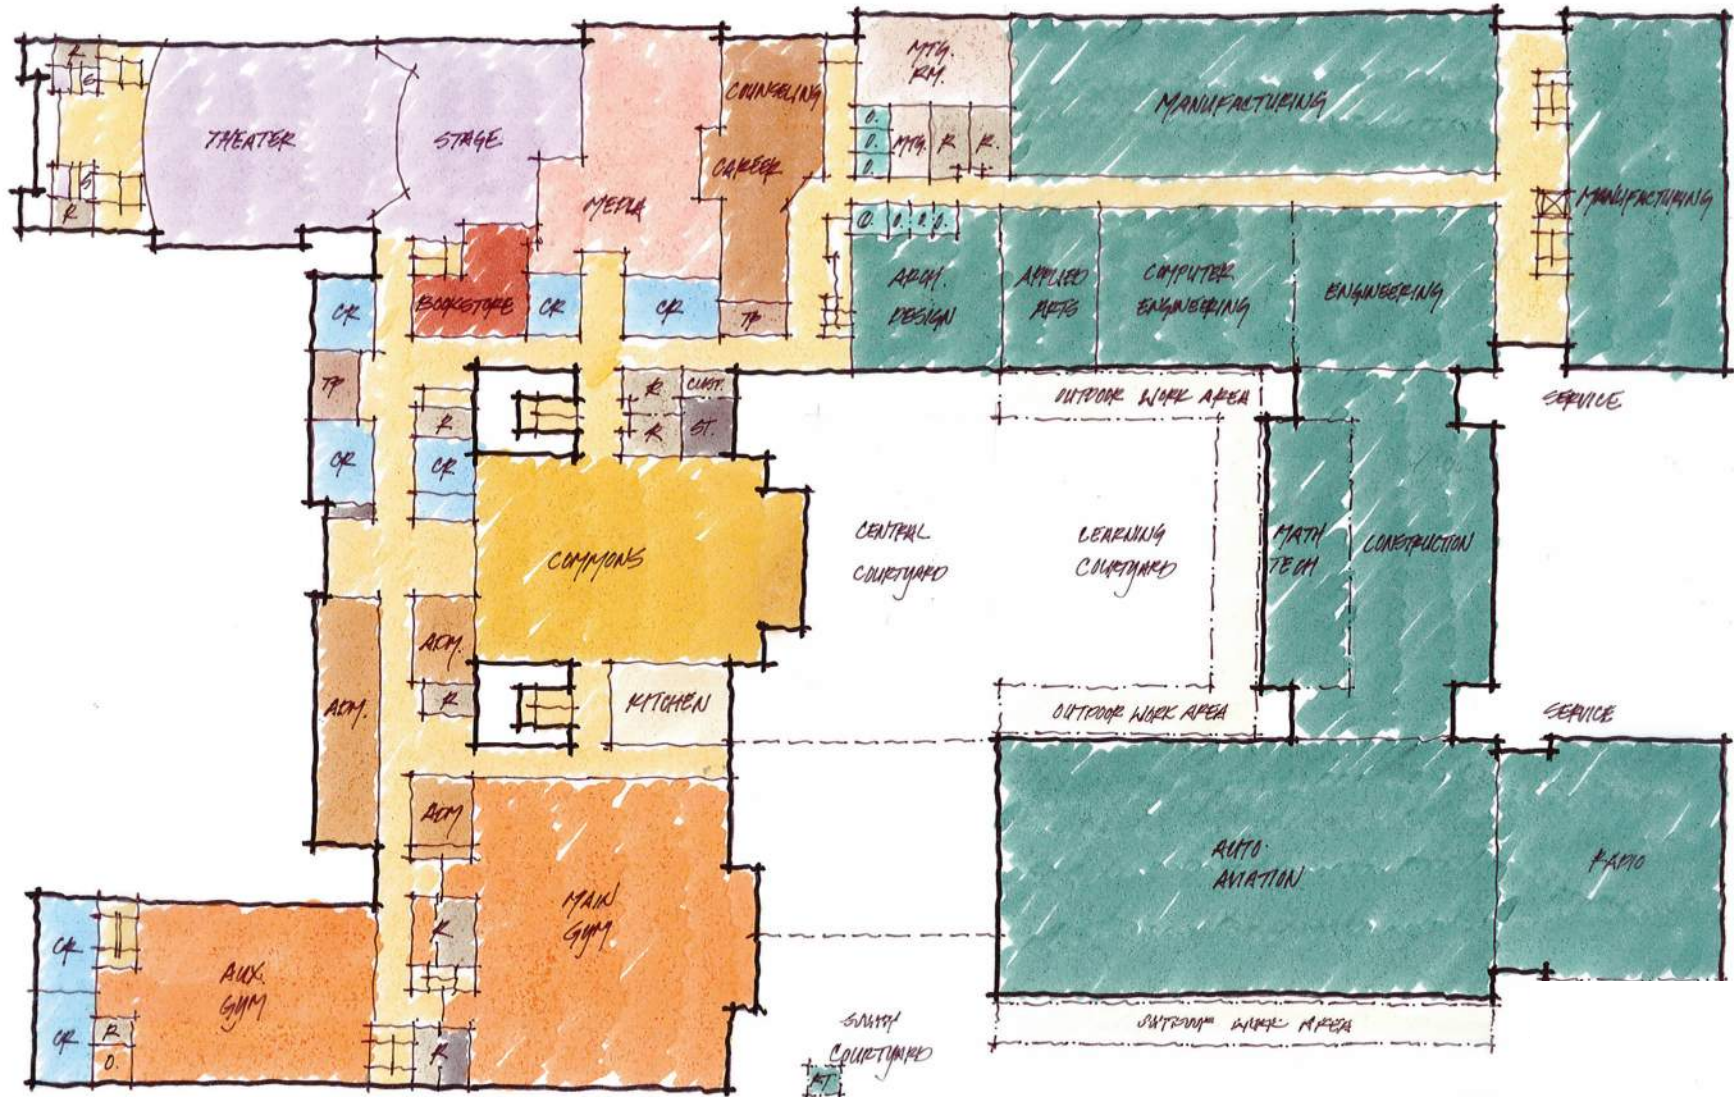 R
S
THEATER
STAGE
S
R
MEDIA
COUNSELING
CAREER
MTG.
RM.
O.
O.
O.
MTG.
R
R.
MANUFACTURING
MANUFACTURING
O.
O.
O.
O.
ARCH.
DESIGN
APPLIED
ARTS
COMPUTER
ENGINEERING
ENGINEERING
CR
BOOKSTORE
CR
CR
TP
TP
R
R
CUST.
R
ST.
CR
CR
OUTDOOR WORK AREA
SERVICE
COMMONS
CENTRAL
COURTYARD
LEARNING
COURTYARD
MATH
TECH
CONSTRUCTION
ADM.
R
ADM.
KITCHEN
OUTDOOR WORK AREA
SERVICE
ADM
MAIN
GYM
AUTO.
AVIATION
RADIO
R
CR
AUX.
GYM
CR
R
O.
R
SOUTH
COURTYARD
OUTDOOR WORK AREA